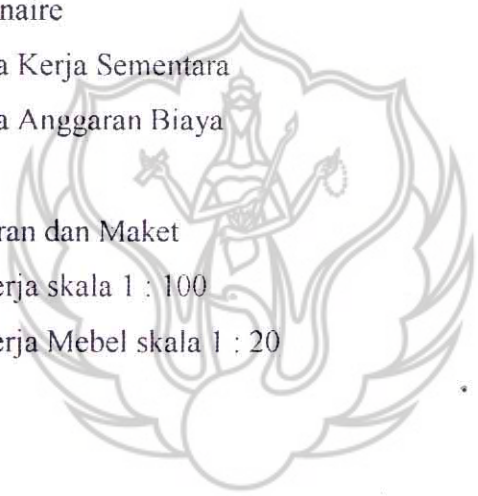 naire
a Kerja Sementara
a Anggaran Biaya
ran dan Maket
erja skala 1 : 100
erja Mebel skala 1 : 20